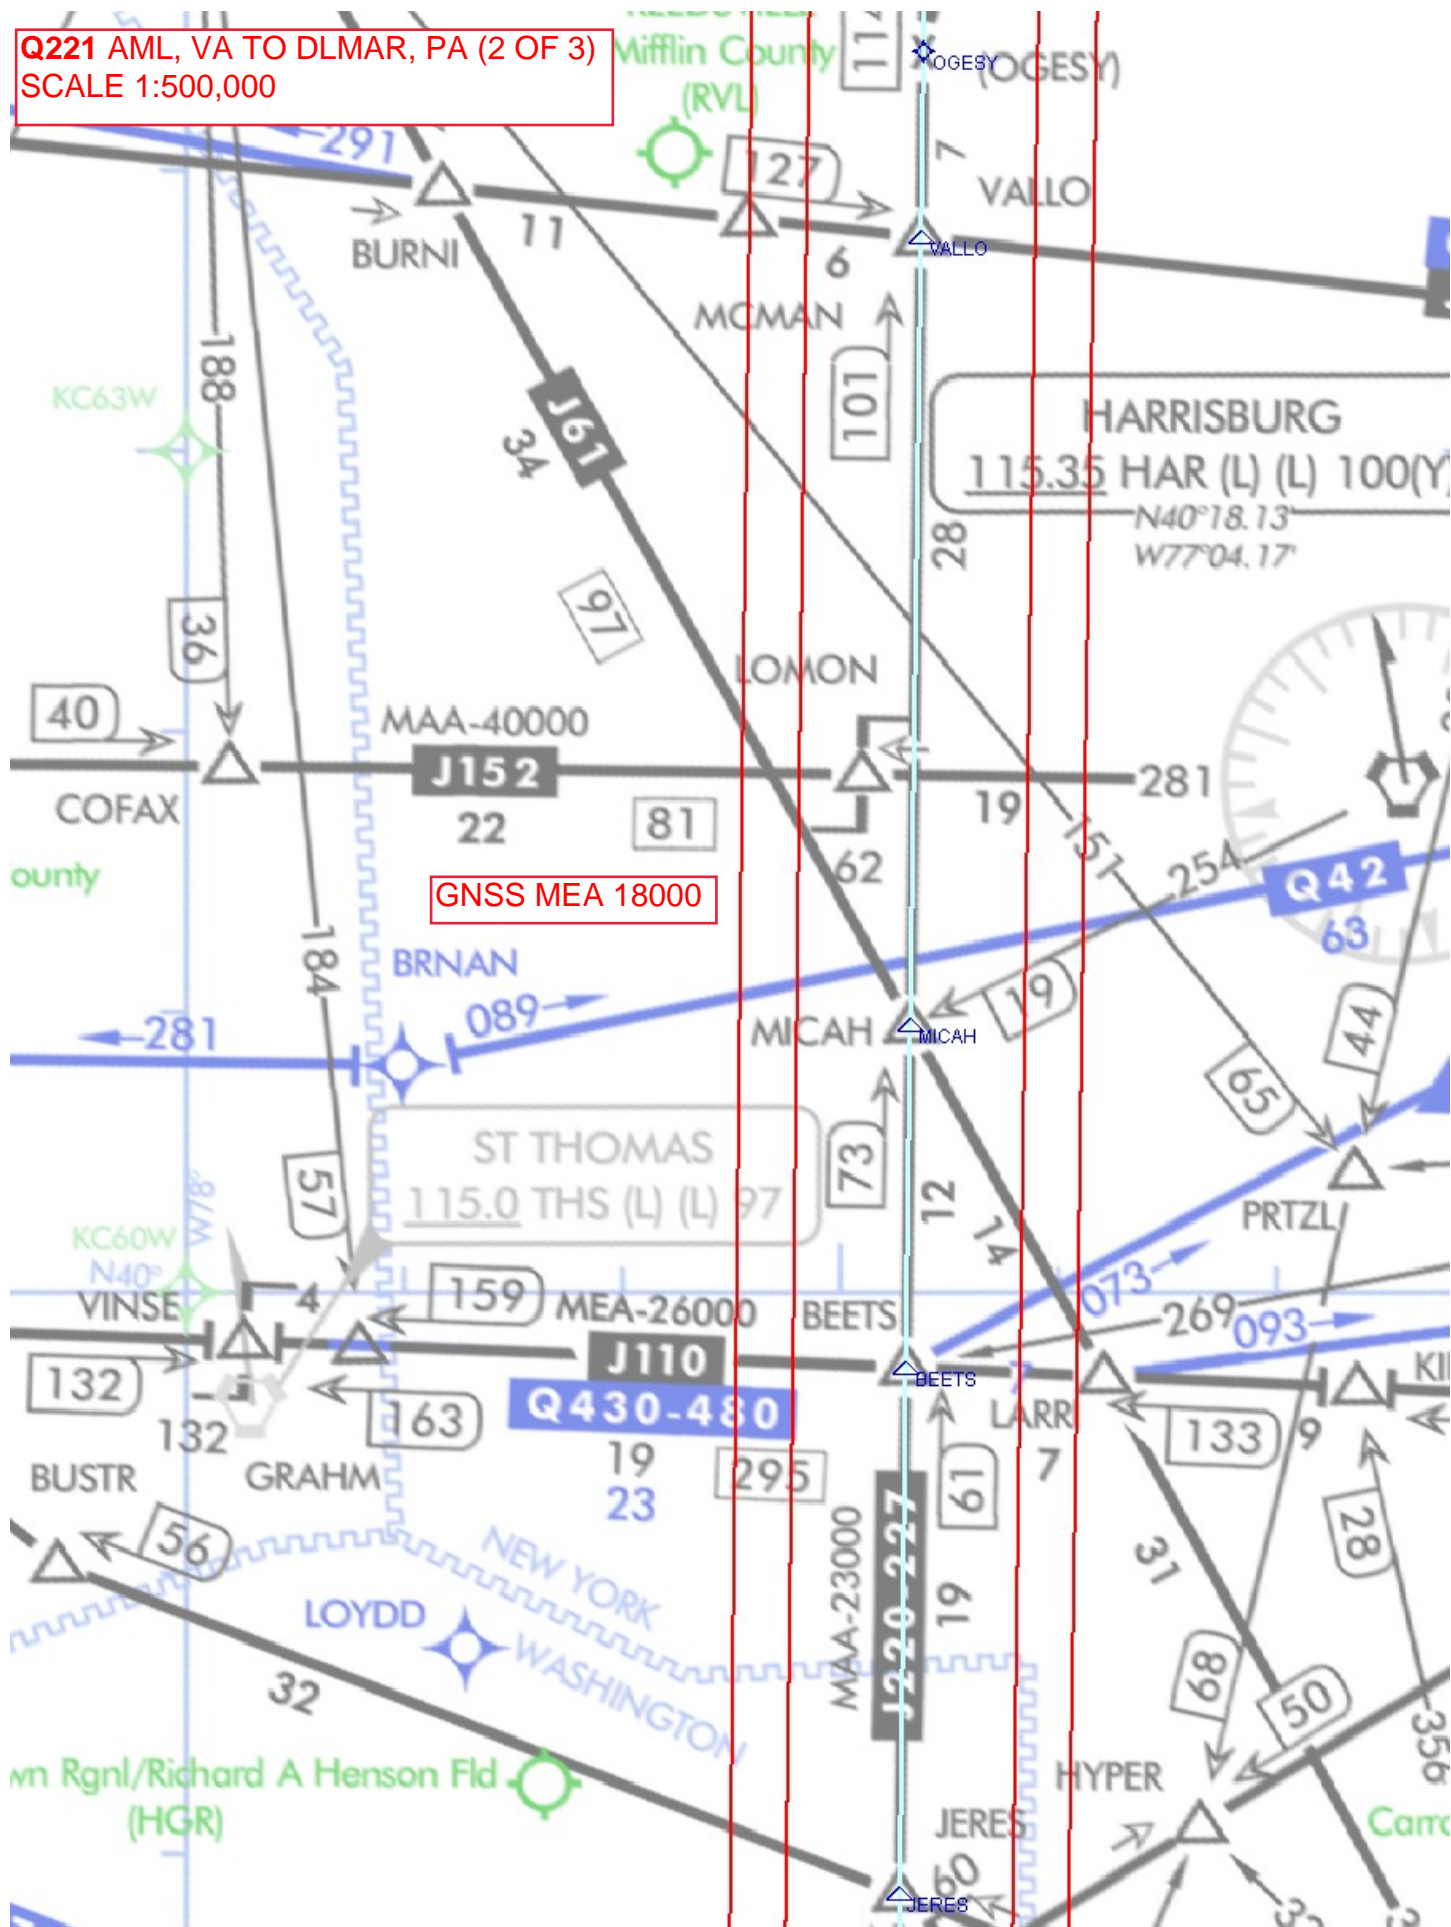 Q221 AML, VA TO DLMAR, PA (2 OF 3)
SCALE 1:500,000
Mifflin County
(RVL)
114
OGESY
(OGESY)
291
127
7
VALLO
BURNI
11
6
VALLO
MCMAN
188
KC63W
J61
34
101
HARRISBURG
115.35 HAR (L) (L) 100(Y)
N40°18.13'
W77°04.17'
28
97
36
LOMON
40
MAA-40000
J152
281
COFAX
22
81
19
62
151
254
Q42
63
ounty
GNSS MEA 18000
184
BRNAN
089
281
19
MICAH
MICAH
44
65
ST THOMAS
115.0 THS (L) (L) 97
73
12
14
57
W78°
PRTZL
KC60W
N40°
VINSE
4
159
MEA-26000
BEETS
073
269
093
J110
BEETS
7
132
Q430-480
LARR
163
133
9
132
19
295
61
7
BUSTR
GRAHM
23
56
NEW YORK
WASHINGTON
MAA-23000
J220-227
19
31
28
LOYDD
32
68
50
356
wn Rgnl/Richard A Henson Fld
(HGR)
HYPER
JERES
Carro
60
JERES